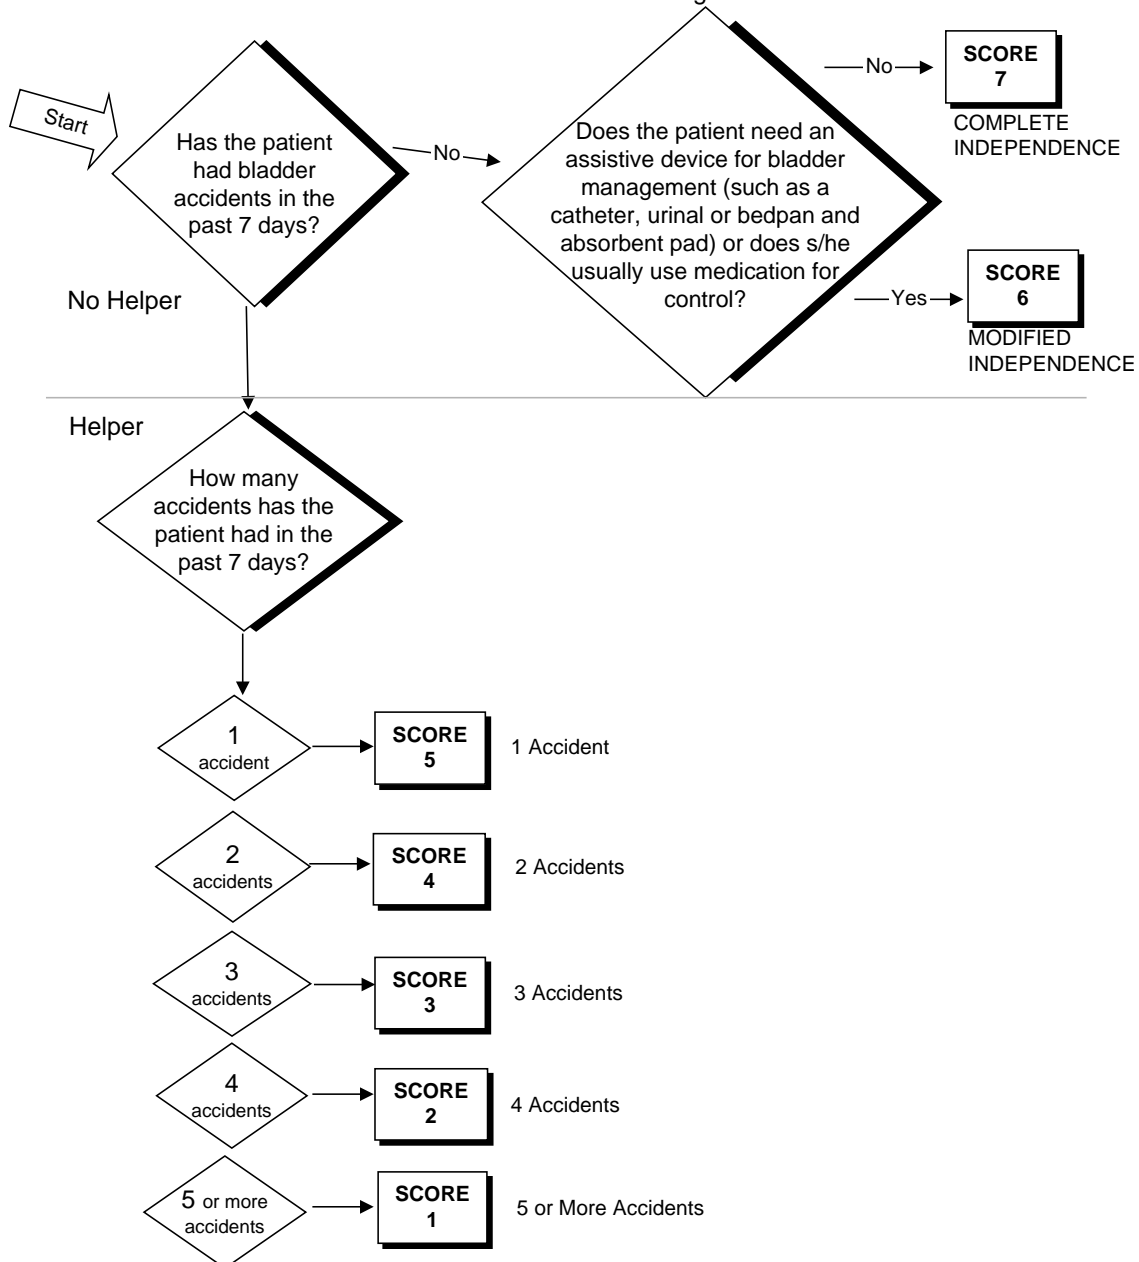 SCORE
7
No
COMPLETE
INDEPENDENCE
Start
Has the patient
had bladder
accidents in the
past 7 days?
No
Does the patient need an
assistive device for bladder
management (such as a
catheter, urinal or bedpan and
absorbent pad) or does s/he
usually use medication for
control?
Yes
SCORE
6
MODIFIED
INDEPENDENCE
No Helper
Helper
How many
accidents has the
patient had in the
past 7 days?
1
accident
SCORE
5
1 Accident
2
accidents
SCORE
4
2 Accidents
3
accidents
SCORE
3
3 Accidents
4
accidents
SCORE
2
4 Accidents
5 or more
accidents
SCORE
1
5 or More Accidents